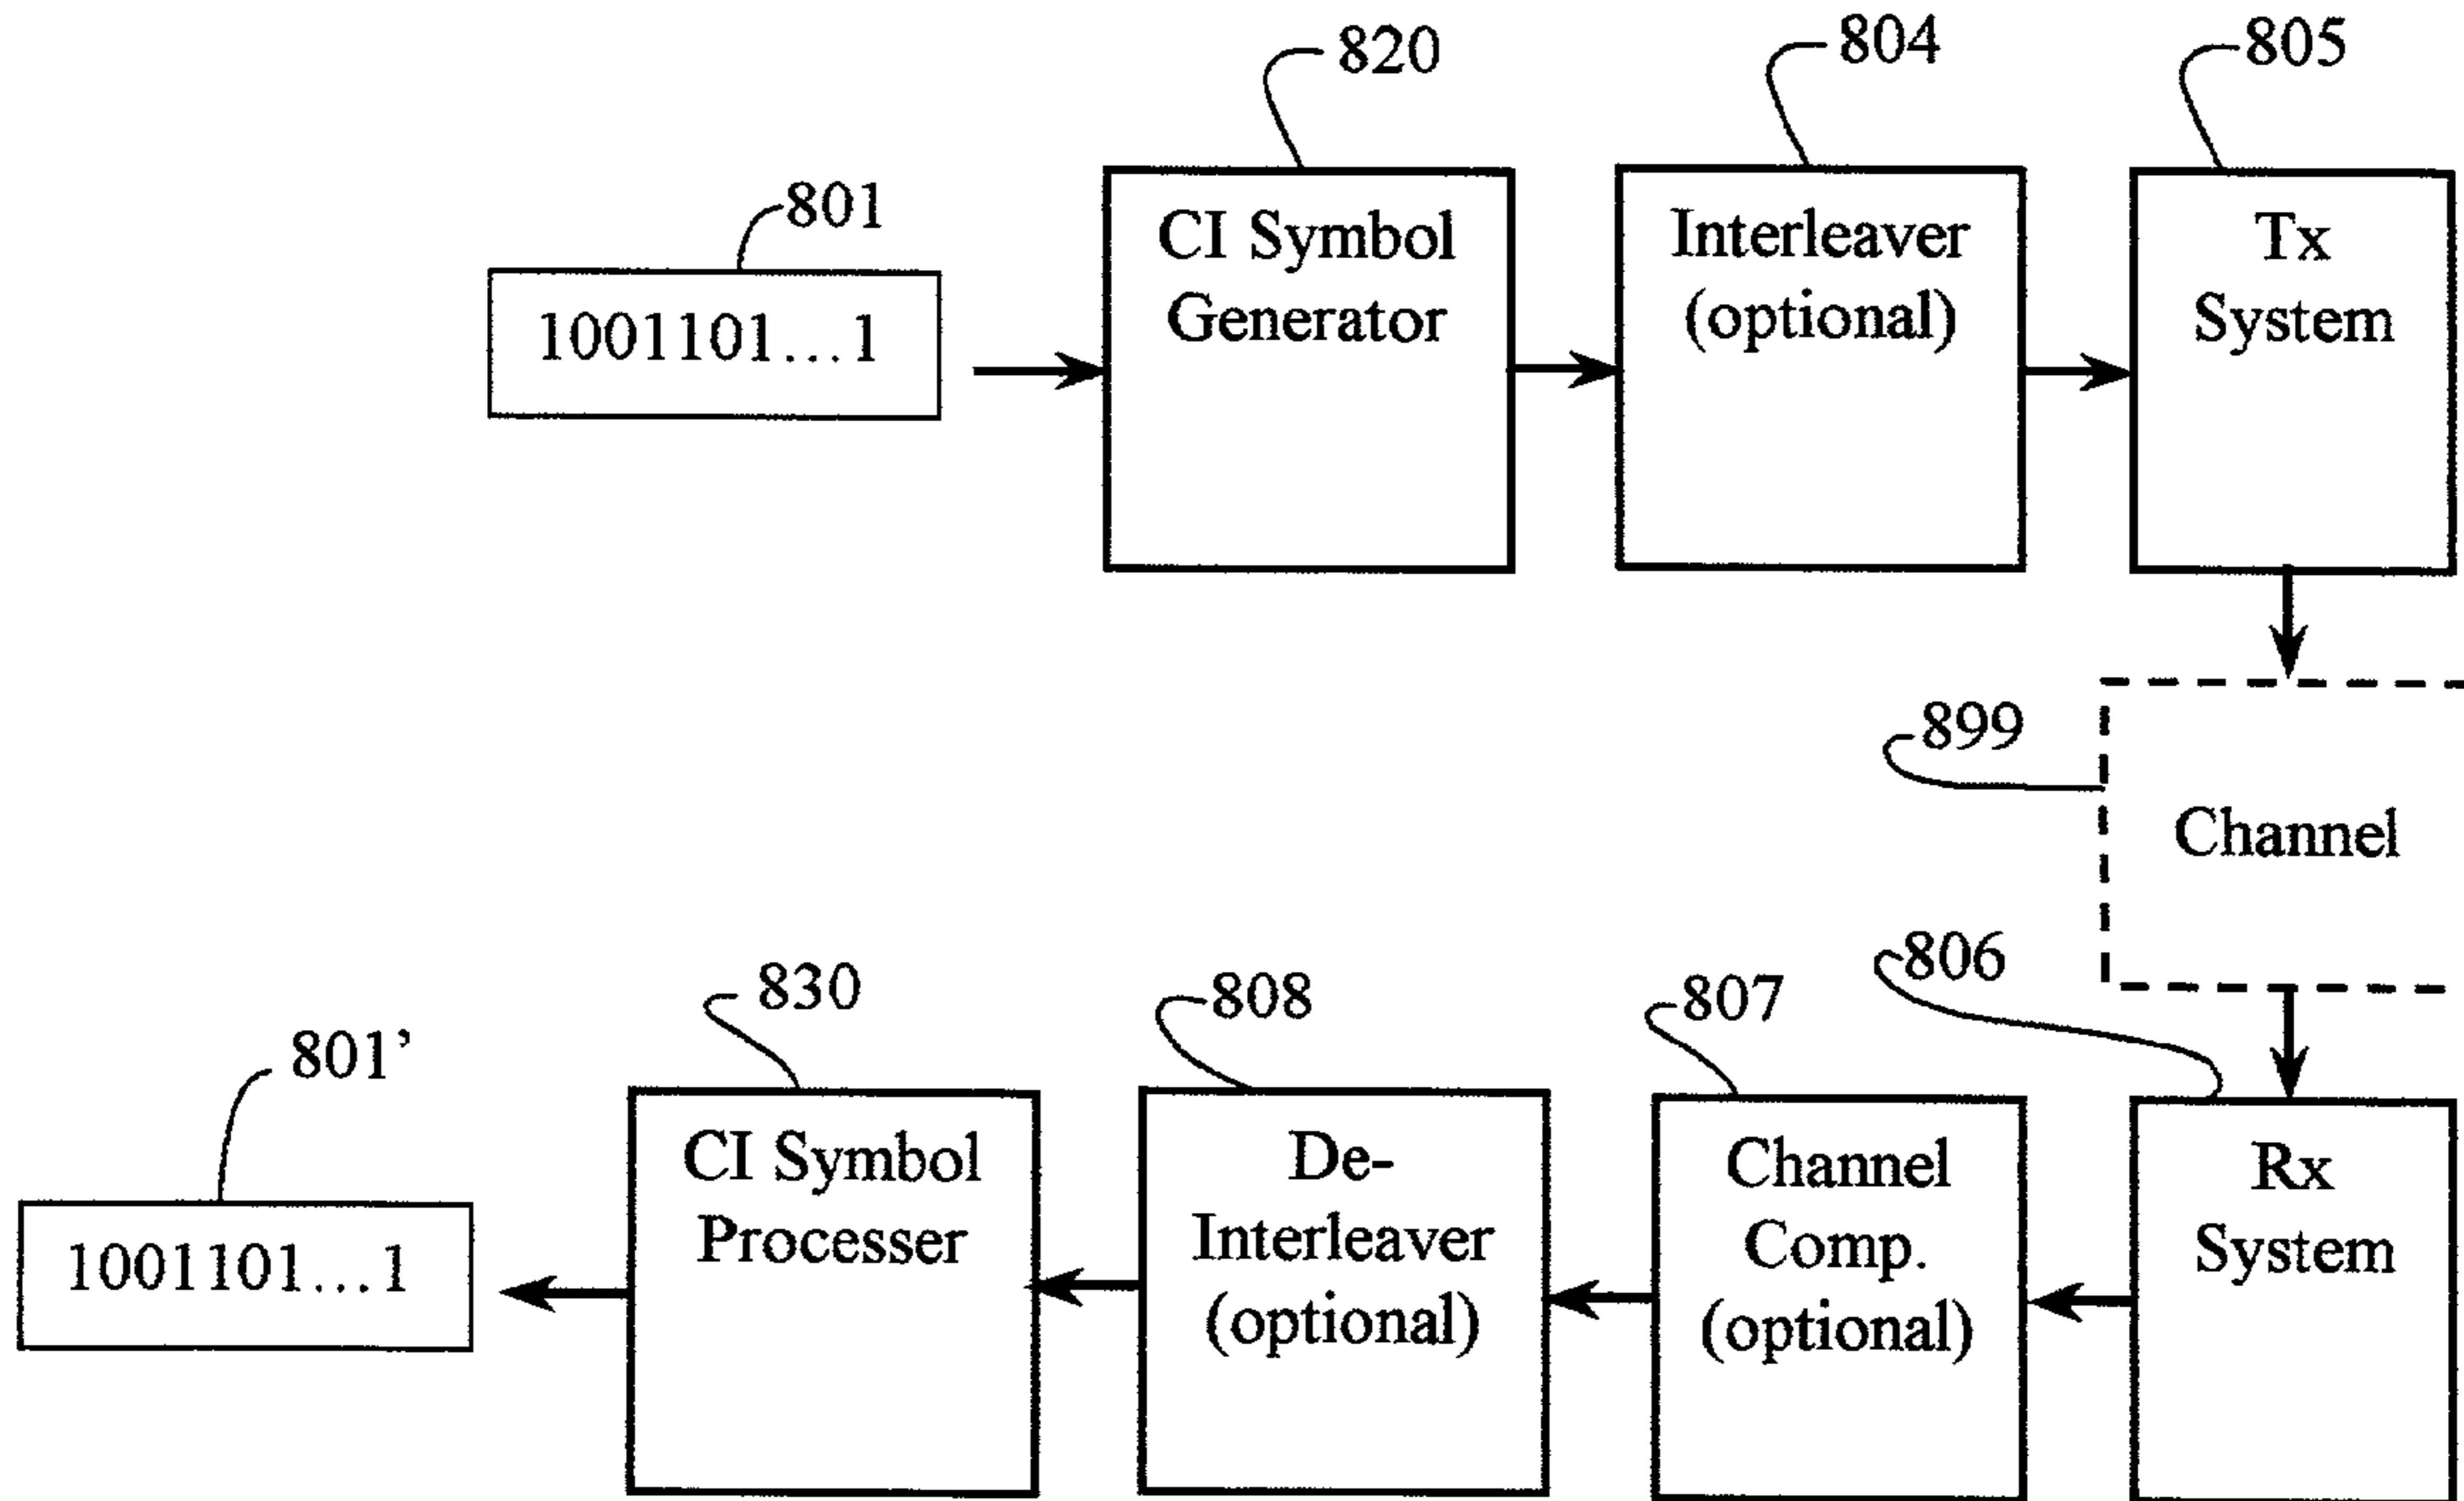 820
804
805
801
1001101...1
CI Symbol
Generator
Interleaver
(optional)
Tx
System
899
Channel
806
830
808
807
801’
1001101...1
CI Symbol
Processer
De-
Interleaver
(optional)
Channel
Comp.
(optional)
Rx
System